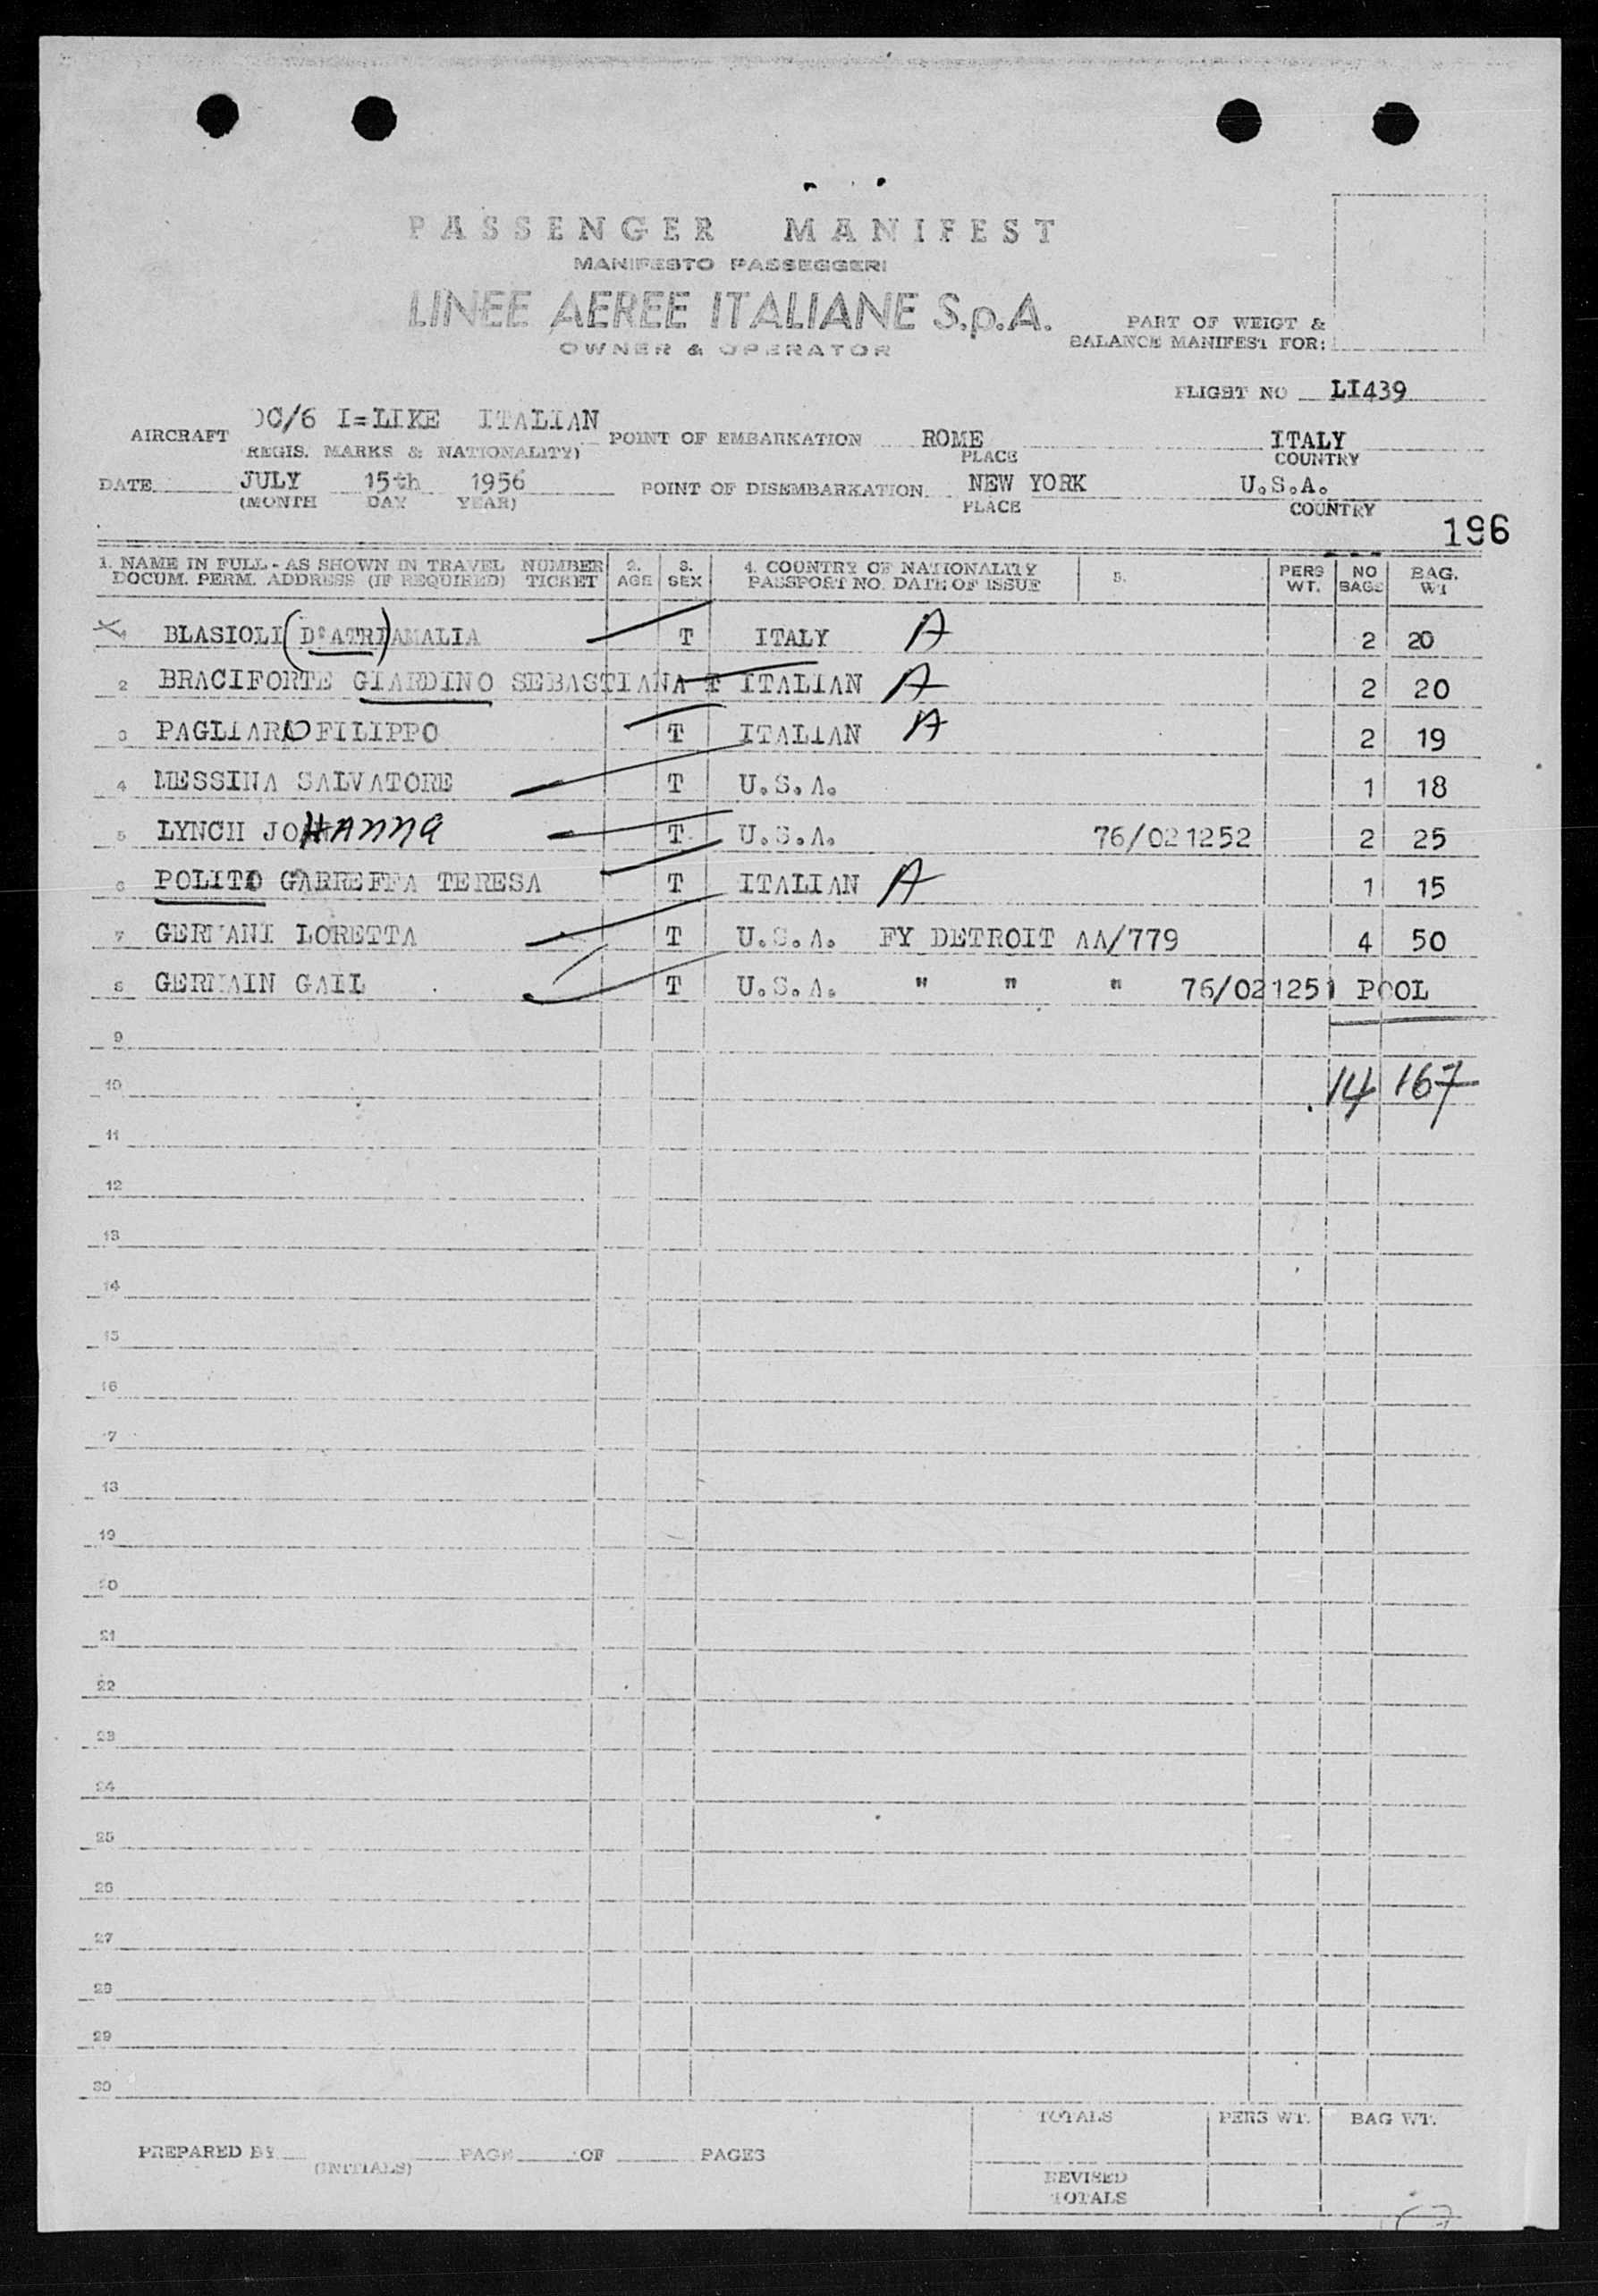 PASSENGER MANIFEST
MANIFESTO PASSEGGERI
LINEE AEREE ITALIANE S.p.A.
OWNER & OPERATOR
PART OF WEIGT &
BALANCE MANIFEST FOR:
FLIGHT NO LI439
AIRCRAFT DC/6 I=LIKE ITALIAN POINT OF EMBARKATION ROME ITALY
REGIS. MARKS & NATIONALITY) PLACE COUNTRY
DATE JULY 15th 1956 POINT OF DISEMBARKATION NEW YORK U.S.A.
(MONTH DAY YEAR) PLACE COUNTRY
196
1. NAME IN FULL - AS SHOWN IN TRAVEL NUMBER 2. 3. 4. COUNTRY OF NATIONALITY 5. PERS NO BAG.
DOCUM. PERM. ADDRESS (IF REQUIRED) TICKET AGE SEX PASSPORT NO. DATE OF ISSUE WT. BAGS WT
BLASIOLI (D'ATRI) AMALIA T ITALY A 2 20
2 BRACIFORTE GIARDINO SEBASTIANA T ITALIAN A 2 20
3 PAGLIARO FILIPPO T ITALIAN A 2 19
4 MESSINA SALVATORE T U.S.A. 1 18
5 LYNCH JOHANNA T U.S.A. 76/021252 2 25
6 POLITO GARREFFA TERESA T ITALIAN A 1 15
7 GERMANI LORETTA T U.S.A. FY DETROIT AA/779 4 50
8 GERMAIN GAIL T U.S.A. " " " 76/021251 POOL
9
10 14 167
11
12
13
14
15
16
17
18
19
20
21
22
23
24
25
26
27
28
29
30
TOTALS PERS WT. BAG WT.
PREPARED BY PAGE OF PAGES
(INITIALS)
REVISED
TOTALS